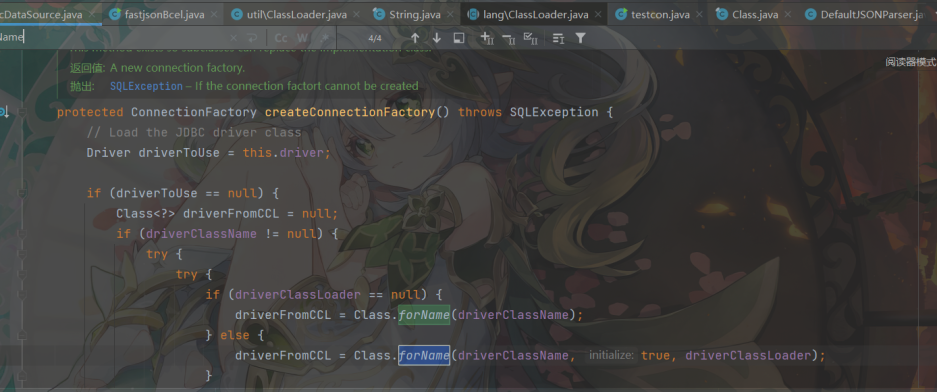 cDataSource.java fastjsonBcel.java util\ClassLoader.java String.java lang\ClassLoader.java testcon.java Class.java DefaultJSONParser.ja
Name Cc W 4/4
阅读器模式
返回值: A new connection factory.
抛出: SQLException – If the connection factort cannot be created
protected ConnectionFactory createConnectionFactory() throws SQLException {
// Load the JDBC driver class
Driver driverToUse = this.driver;
if (driverToUse == null) {
Class<?> driverFromCCL = null;
if (driverClassName != null) {
try {
try {
if (driverClassLoader == null) {
driverFromCCL = Class.forName(driverClassName);
} else {
driverFromCCL = Class.forName(driverClassName, initialize: true, driverClassLoader);
}